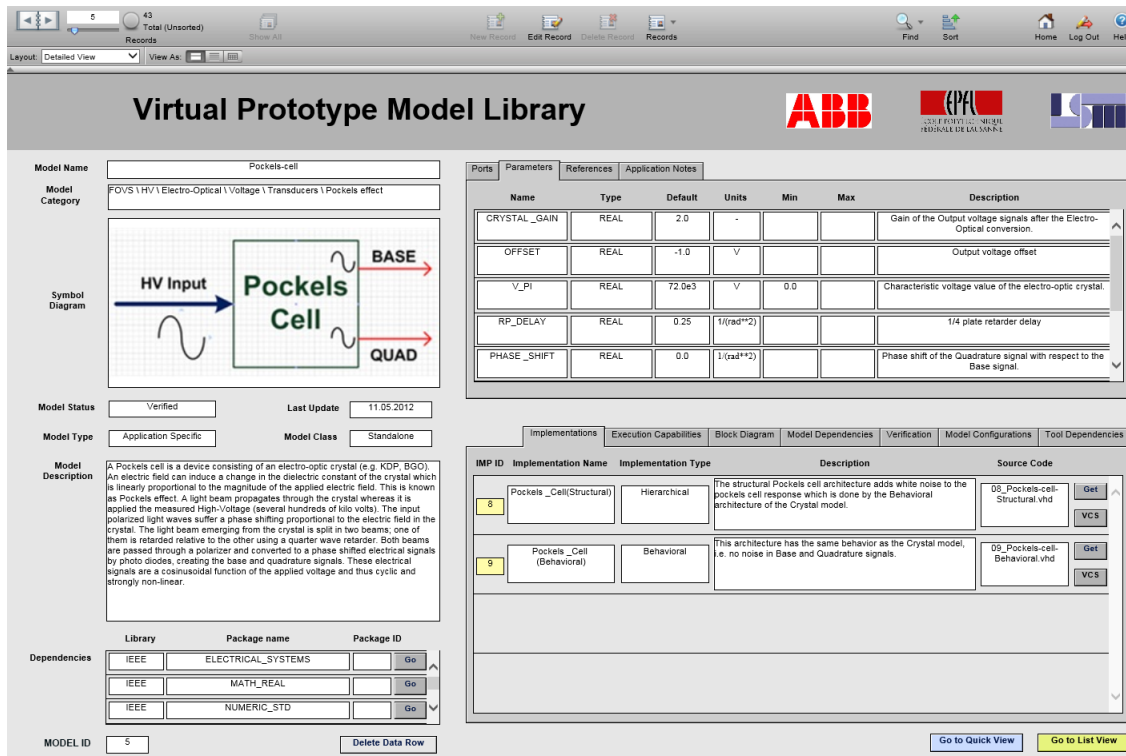 5
43
Total (Unsorted)
Records
Show All
New Record
Edit Record
Delete Record
Records
Find
Sort
Home
Log Out
Layout: Detailed View
View As:
Virtual Prototype Model Library
ABB
Model Name
Pockels-cell
Model Category
FOVS \ HV \ Electro-Optical \ Voltage \ Transducers \ Pockels effect
Symbol Diagram
HV Input
Pockels
Cell
BASE
QUAD
Model Status
Verified
Last Update
11.05.2012
Model Type
Application Specific
Model Class
Standalone
Model Description
A Pockels cell is a device consisting of an electro-optic crystal (e.g. KDP, BGO).
An electric field can induce a change in the dielectric constant of the crystal which
is linearly proportional to the magnitude of the applied electric field. This is known
as Pockels effect. A light beam propagates through the crystal whereas it is
applied the measured High-Voltage (several hundreds of kilo volts). The input
polarized light waves suffer a phase shifting proportional to the electric field in the
crystal. The light beam emerging from the crystal is split in two beams; one of
them is retarded relative to the other using a quarter wave retarder. Both beams
are passed through a polarizer and converted to a phase shifted electrical signals
by photo diodes, creating the base and quadrature signals. These electrical
signals are a cosinusoidal function of the applied voltage and thus cyclic and
strongly non-linear.
Library Package name Package ID
Dependencies
IEEE ELECTRICAL_SYSTEMS Go
IEEE MATH_REAL Go
IEEE NUMERIC_STD Go
MODEL ID
5
Delete Data Row
Ports Parameters References Application Notes
Name Type Default Units Min Max Description
CRYSTAL _GAIN REAL 2.0 - Gain of the Output voltage signals after the Electro-
Optical conversion.
OFFSET REAL -1.0 V Output voltage offset
V_PI REAL 72.0e3 V 0.0 Characteristic voltage value of the electro-optic crystal.
RP_DELAY REAL 0.25 1/(rad**2) 1/4 plate retarder delay
PHASE _SHIFT REAL 0.0 1/(rad**2) Phase shift of the Quadrature signal with respect to the
Base signal.
Implementations Execution Capabilities Block Diagram Model Dependencies Verification Model Configurations Tool Dependencies
IMP ID Implementation Name Implementation Type Description Source Code
8
Pockels _Cell(Structural)
Hierarchical
The structural Pockels cell architecture adds white noise to the
pockels cell response which is done by the Behavioral
architecture of the Crystal model.
08_Pockels-cell-
Structural.vhd
Get
VCS
9
Pockels _Cell
(Behavioral)
Behavioral
This architecture has the same behavior as the Crystal model,
i.e. no noise in Base and Quadrature signals.
09_Pockels-cell-
Behavioral.vhd
Get
VCS
Go to Quick View
Go to List View